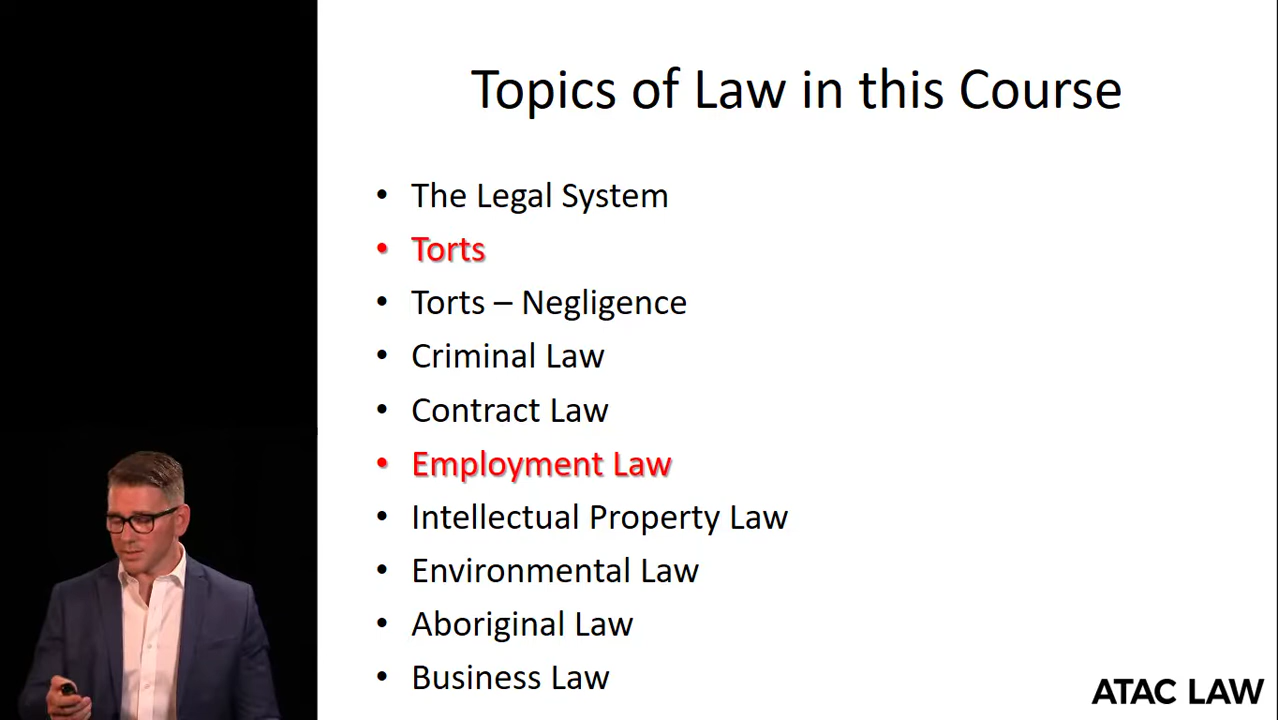 Topics of Law in this Course
• The Legal System
• Torts
• Torts – Negligence
• Criminal Law
• Contract Law
• Employment Law
• Intellectual Property Law
• Environmental Law
• Aboriginal Law
• Business Law
ATAC LAW